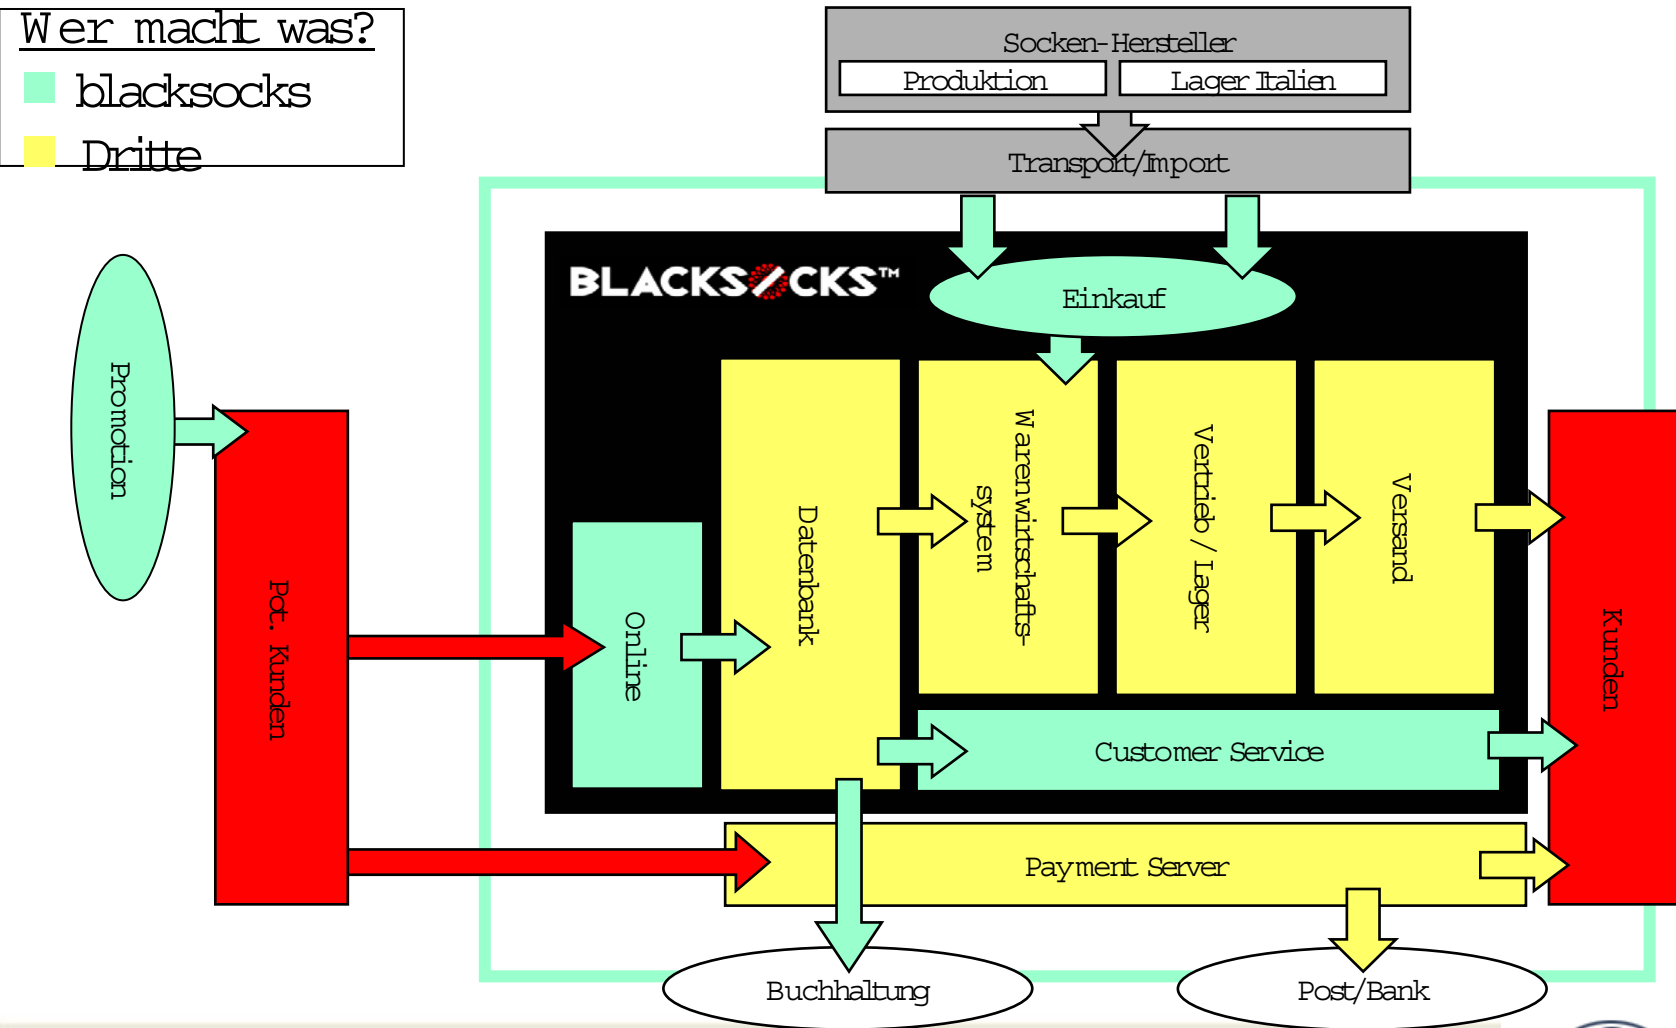 Wer macht was?
blacksocks
Dritte
Socken-Hersteller
Produktion
Lager Italien
Transport/Import
BLACKSOCKS™
Einkauf
Promotion
Pot. Kunden
Online
Datenbank
Warenwirtschafts-
system
Vertrieb / Lager
Versand
Kunden
Customer Service
Payment Server
Buchhaltung
Post/Bank